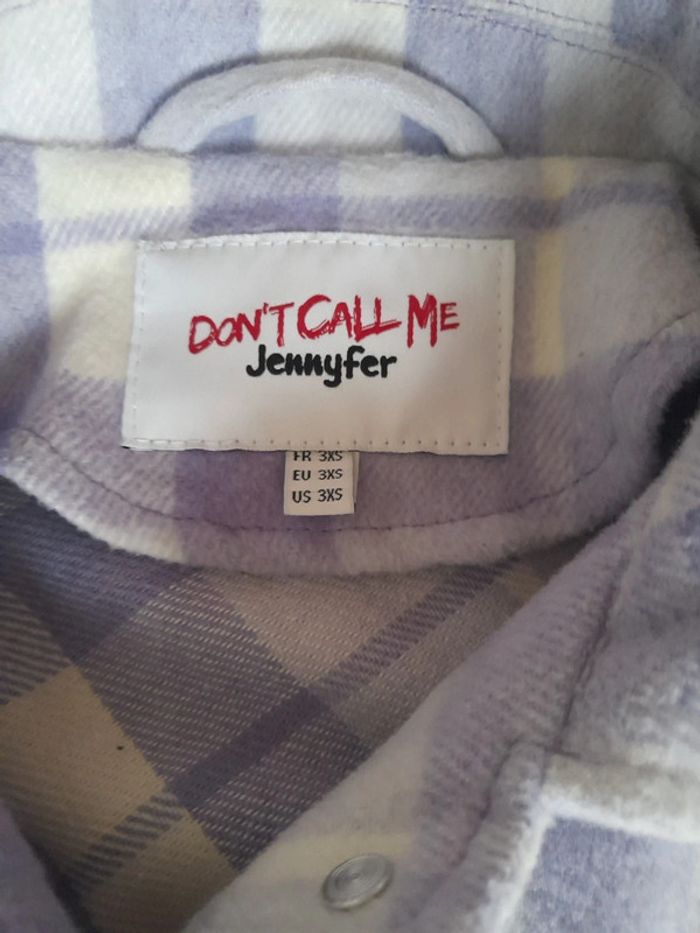 DON'T CALL ME
Jennyfer
FR 3XS
EU 3XS
US 3XS